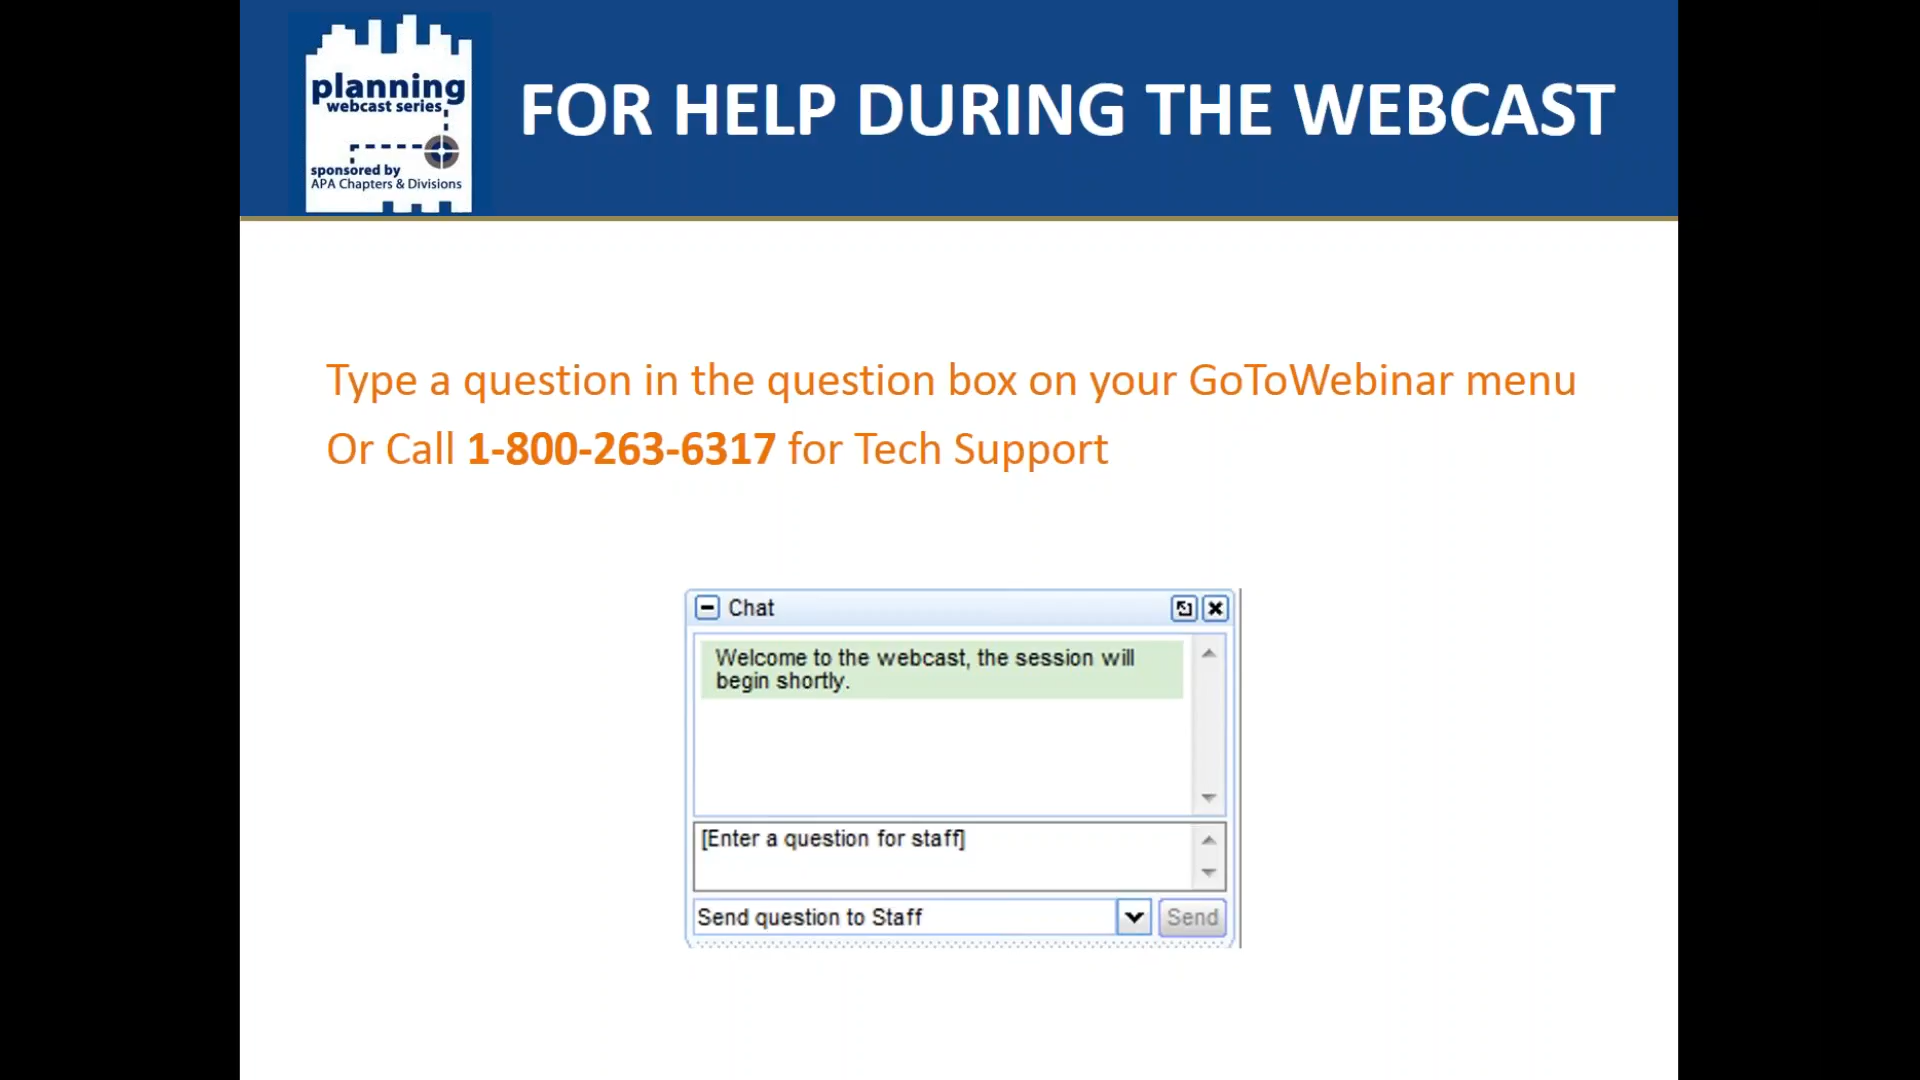 planning
webcast series
sponsored by
APA Chapters & Divisions
FOR HELP DURING THE WEBCAST
Type a question in the question box on your GoToWebinar menu
Or Call 1-800-263-6317 for Tech Support
Chat
Welcome to the webcast, the session will
begin shortly.
[Enter a question for staff]
Send question to Staff
Send